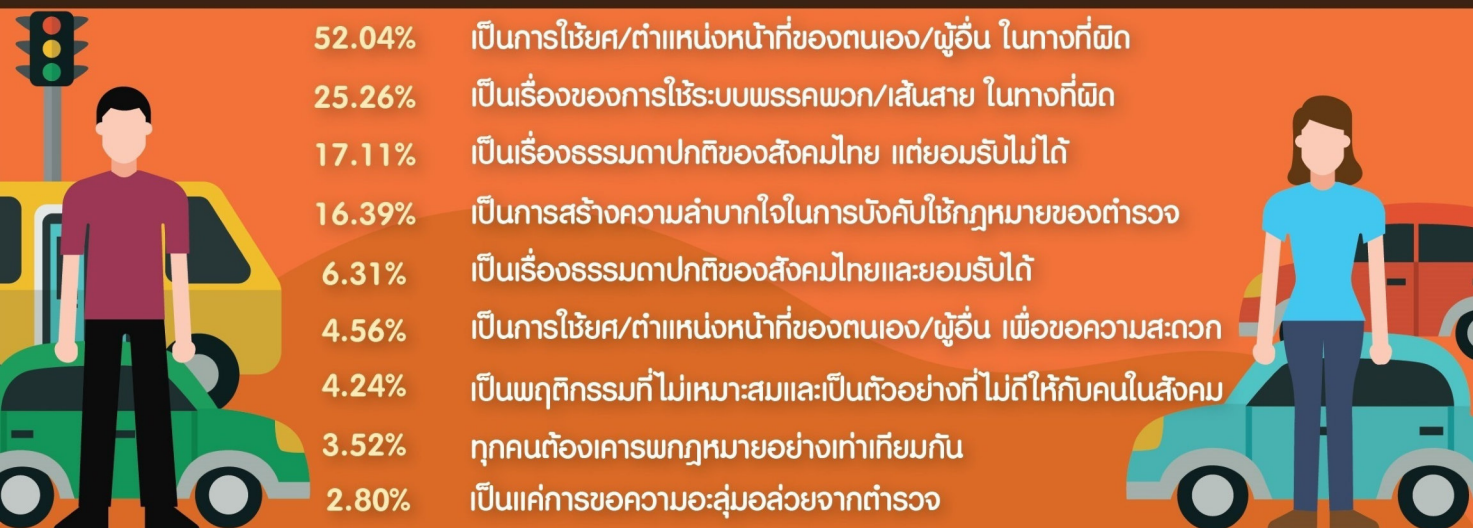 52.04% เป็นการใช้ยศ/ตำแหน่งหน้าที่ของตนเอง/ผู้อื่น ในทางที่ผิด
25.26% เป็นเรื่องของการใช้ระบบพรรคพวก/เส้นสาย ในทางที่ผิด
17.11% เป็นเรื่องธรรมดาปกติของสังคมไทย แต่ยอมรับไม่ได้
16.39% เป็นการสร้างความลำบากใจในการบังคับใช้กฎหมายของตำรวจ
6.31% เป็นเรื่องธรรมดาปกติของสังคมไทยและยอมรับได้
4.56% เป็นการใช้ยศ/ตำแหน่งหน้าที่ของตนเอง/ผู้อื่น เพื่อขอความสะดวก
4.24% เป็นพฤติกรรมที่ไม่เหมาะสมและเป็นตัวอย่างที่ไม่ดีให้กับคนในสังคม
3.52% ทุกคนต้องเคารพกฎหมายอย่างเท่าเทียมกัน
2.80% เป็นแค่การขอความอะลุ่มอล่วยจากตำรวจ